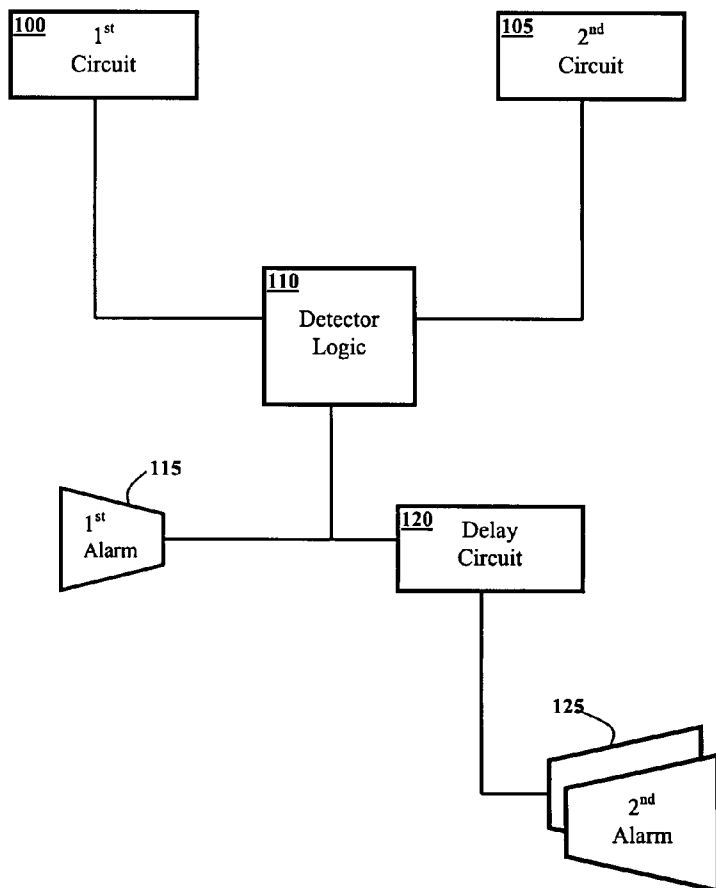 100
1st
Circuit
105
2nd
Circuit
110
Detector
Logic
115
1st
Alarm
120
Delay
Circuit
125
2nd
Alarm